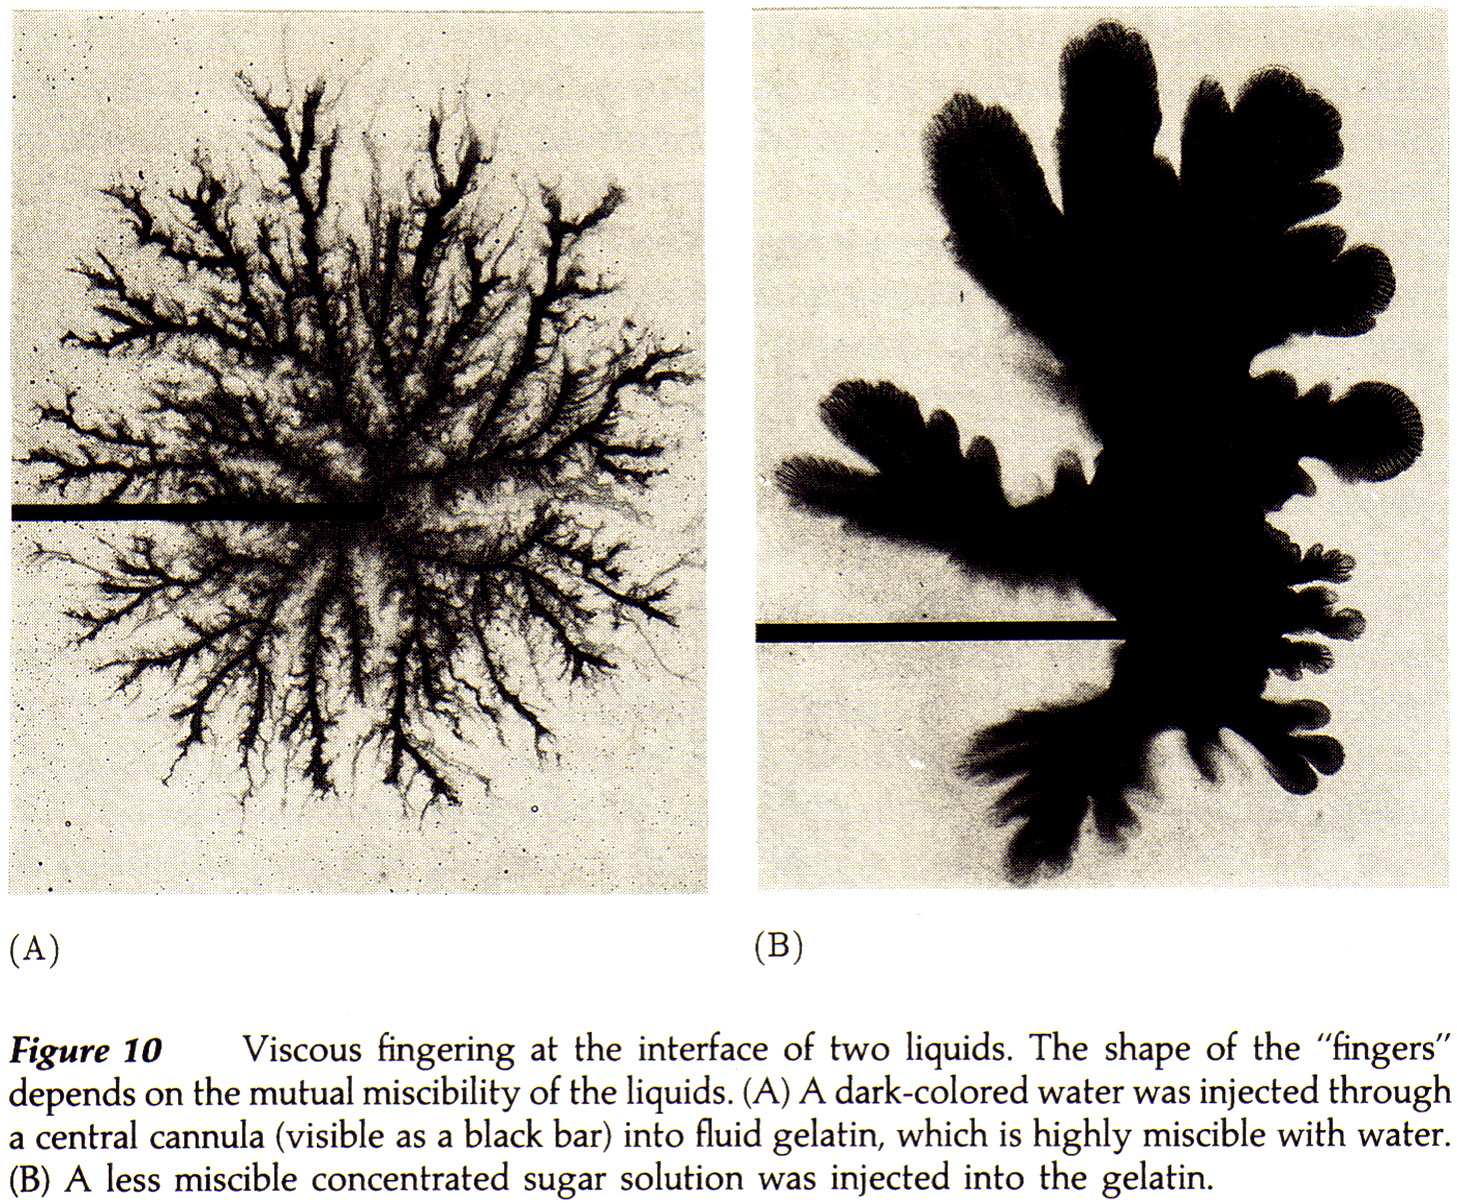 (A)
(B)
Figure 10 Viscous fingering at the interface of two liquids. The shape of the “fingers”
depends on the mutual miscibility of the liquids. (A) A dark-colored water was injected through
a central cannula (visible as a black bar) into fluid gelatin, which is highly miscible with water.
(B) A less miscible concentrated sugar solution was injected into the gelatin.